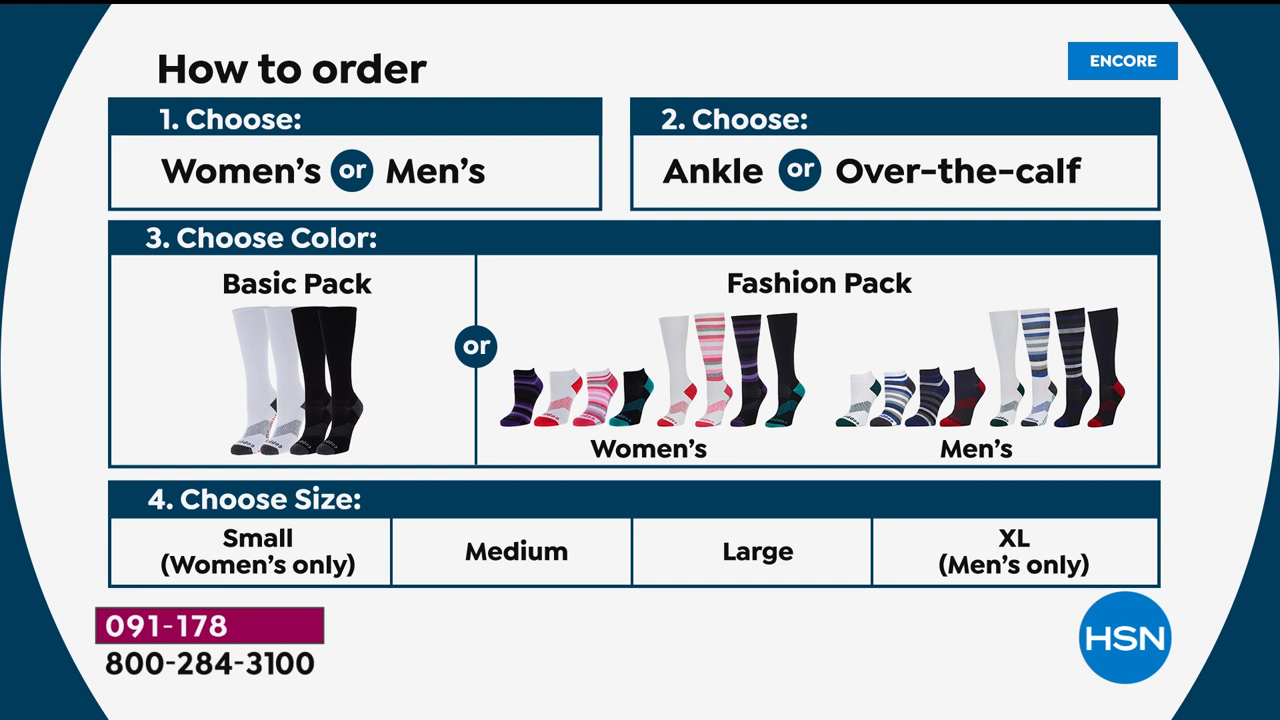 How to order
ENCORE
1. Choose:
Women's or Men's
2. Choose:
Ankle or Over-the-calf
3. Choose Color:
Basic Pack
or
Fashion Pack
Women's
Men's
4. Choose Size:
Small
(Women's only)
Medium
Large
XL
(Men's only)
091-178
800-284-3100
HSN